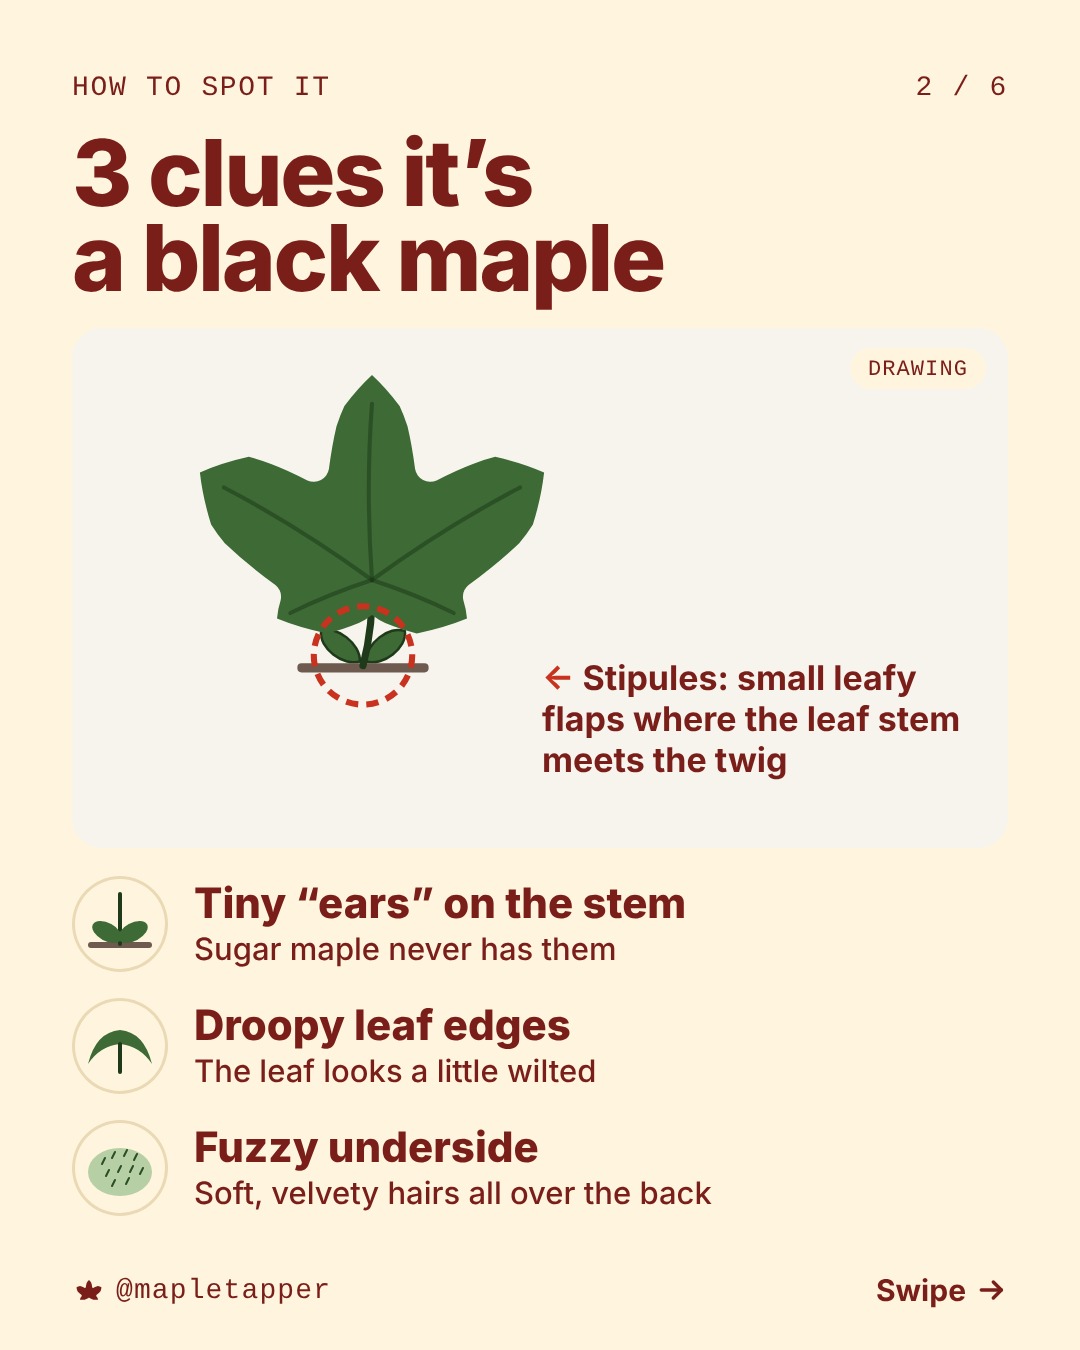 HOW TO SPOT IT
2 / 6
3 clues it’s
a black maple
DRAWING
← Stipules: small leafy
flaps where the leaf stem
meets the twig
Tiny “ears” on the stem
Sugar maple never has them
Droopy leaf edges
The leaf looks a little wilted
Fuzzy underside
Soft, velvety hairs all over the back
@mapletapper
Swipe →